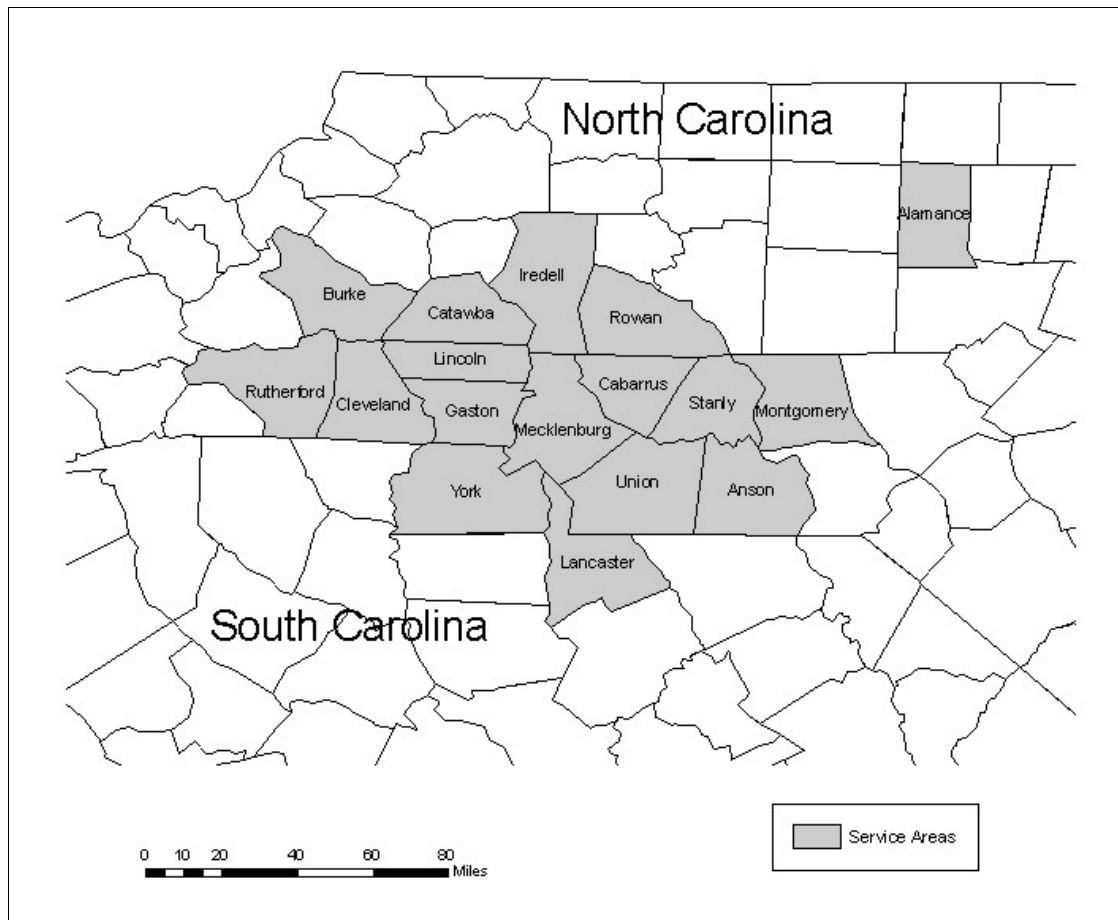 North Carolina
Alamance
Iredell
Burke
Catawba
Rowan
Lincoln
Rutherford
Cleveland
Gaston
Mecklenburg
Cabarrus
Stanly
Montgomery
York
Union
Anson
Lancaster
South Carolina
Service Areas
0 10 20 40 60 80
Miles